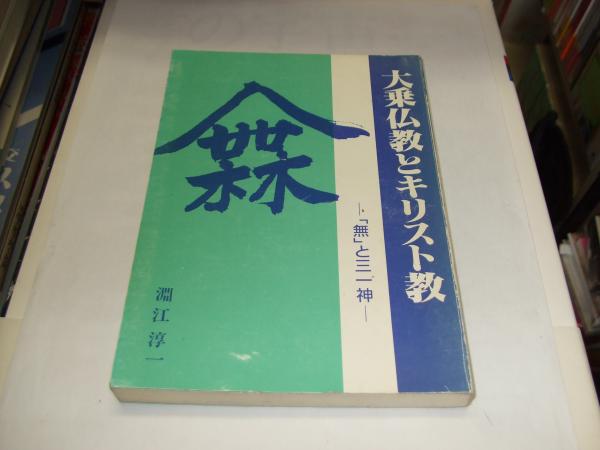 大乗仏教とキリスト教
―「無」と三一神―
淵江淳一